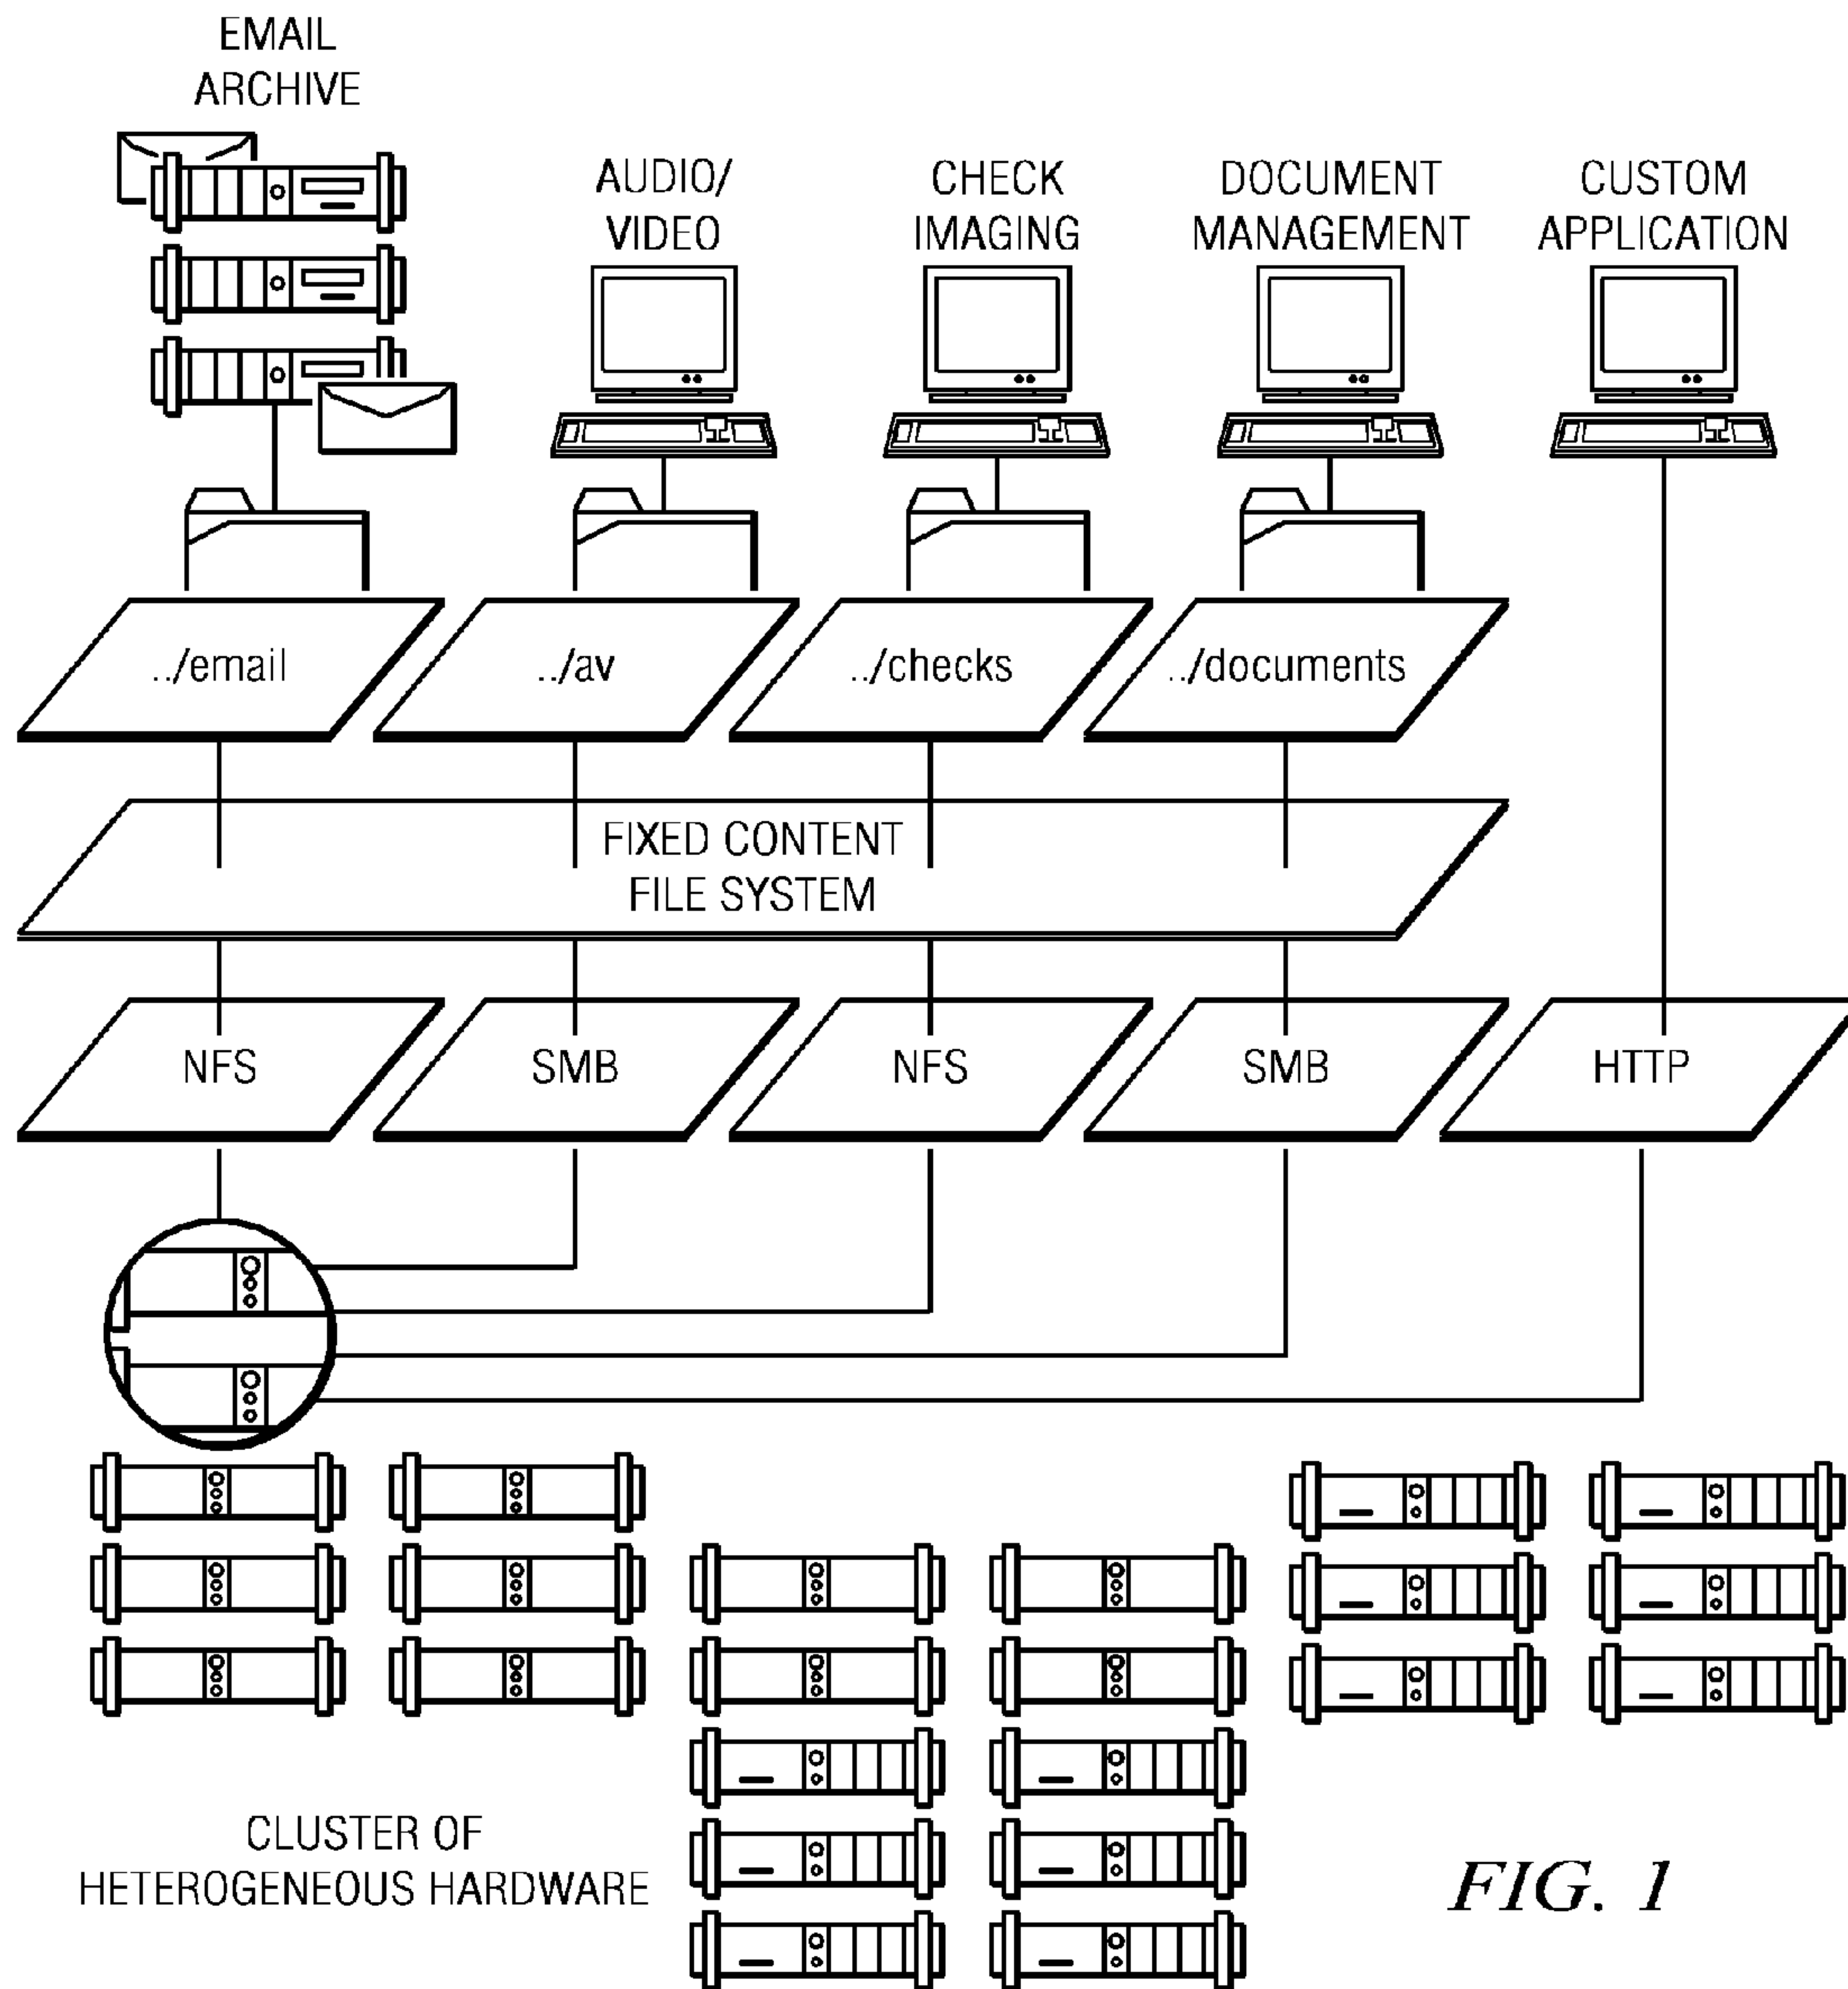 EMAIL
ARCHIVE
AUDIO/
VIDEO
CHECK
IMAGING
DOCUMENT
MANAGEMENT
CUSTOM
APPLICATION
../email
../av
../checks
../documents
FIXED CONTENT
FILE SYSTEM
NFS
SMB
NFS
SMB
HTTP
CLUSTER OF
HETEROGENEOUS HARDWARE
FIG. 1